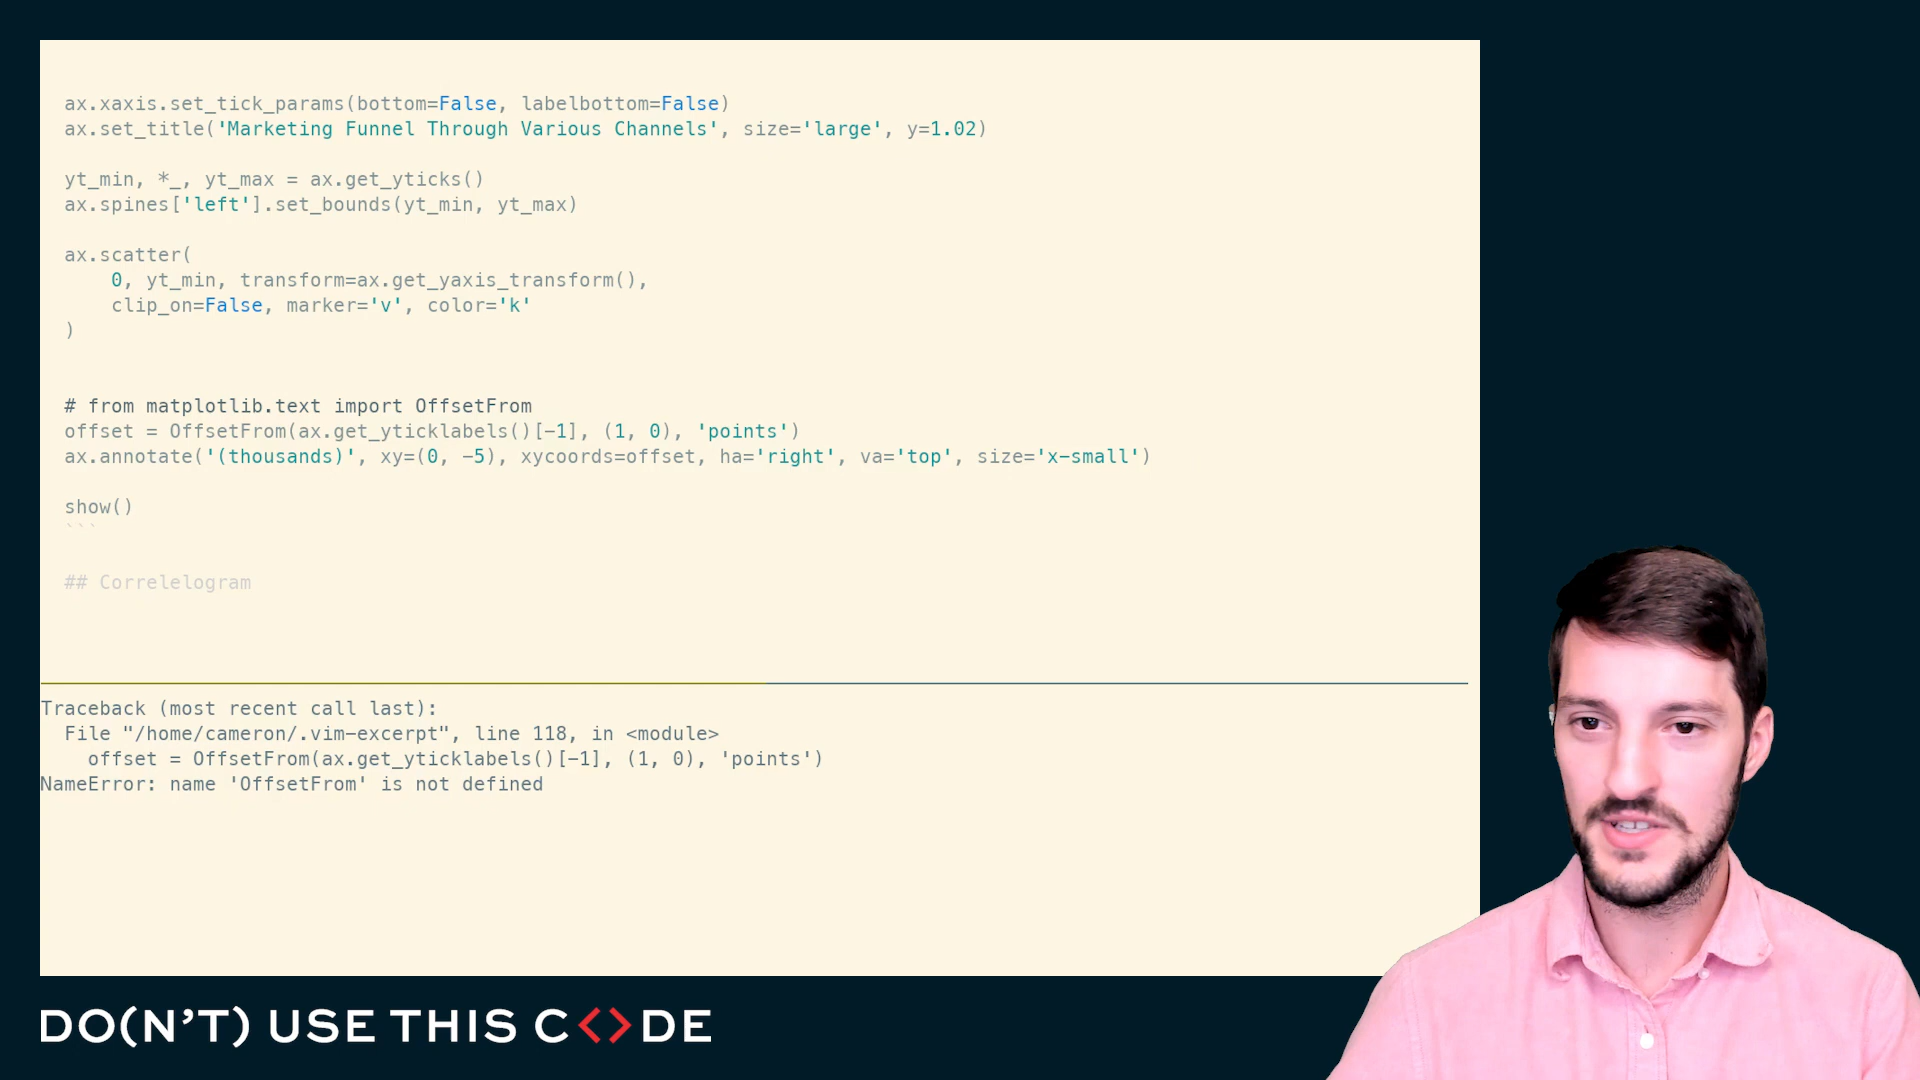 ax.xaxis.set_tick_params(bottom=False, labelbottom=False)
ax.set_title('Marketing Funnel Through Various Channels', size='large', y=1.02)
yt_min, *_, yt_max = ax.get_yticks()
ax.spines['left'].set_bounds(yt_min, yt_max)
ax.scatter(
    0, yt_min, transform=ax.get_yaxis_transform(),
    clip_on=False, marker='v', color='k'
)
# from matplotlib.text import OffsetFrom
offset = OffsetFrom(ax.get_yticklabels()[-1], (1, 0), 'points')
ax.annotate('(thousands)', xy=(0, -5), xycoords=offset, ha='right', va='top', size='x-small')
show()
```
## Correlelogram
Traceback (most recent call last):
  File "/home/cameron/.vim-excerpt", line 118, in <module>
    offset = OffsetFrom(ax.get_yticklabels()[-1], (1, 0), 'points')
NameError: name 'OffsetFrom' is not defined
DO(N'T) USE THIS C<>DE